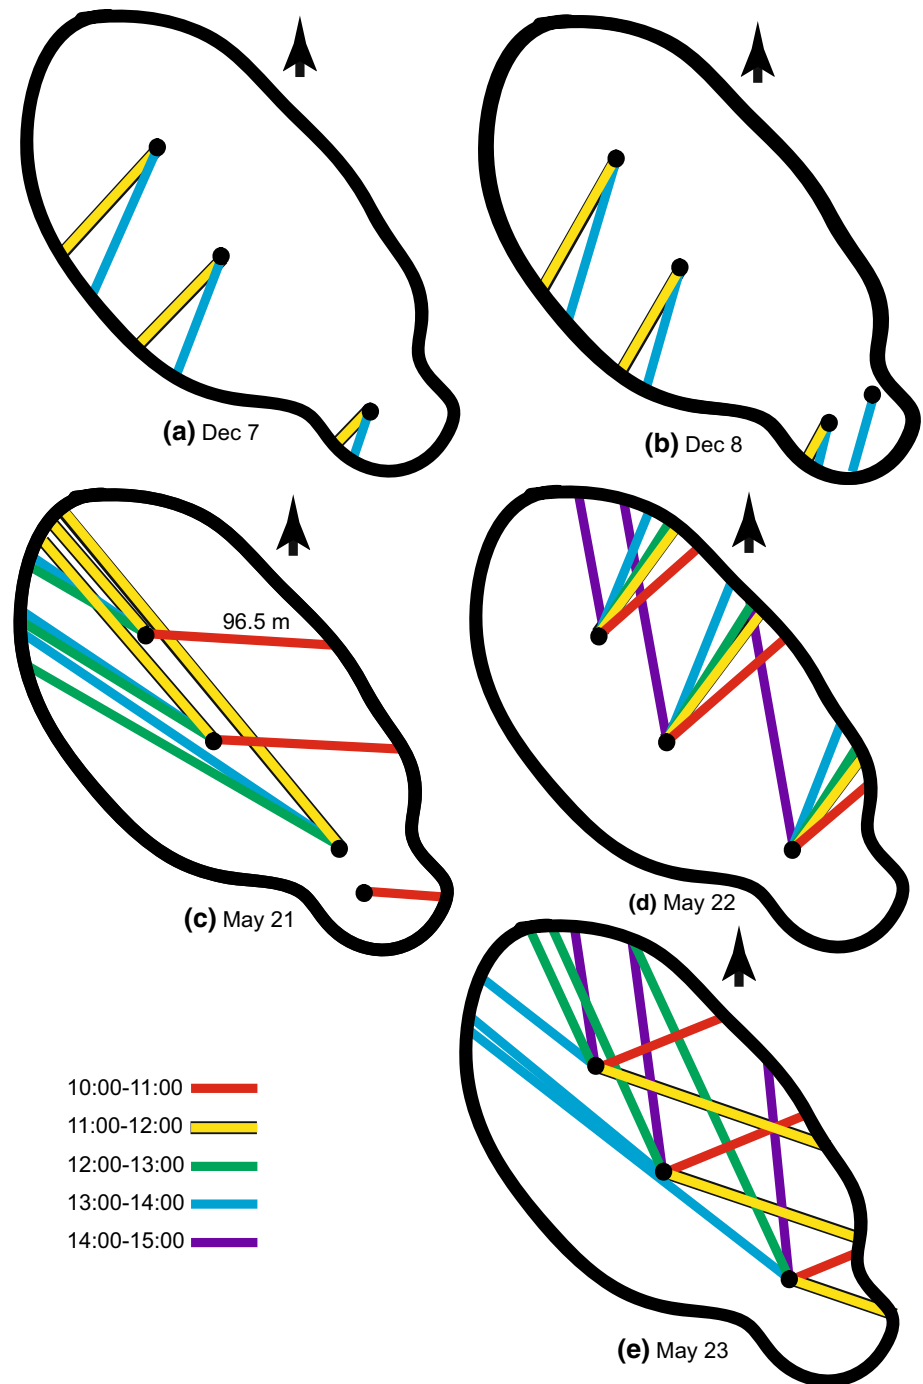 (a) Dec 7
(b) Dec 8
96.5 m
(c) May 21
(d) May 22
10:00-11:00
11:00-12:00
12:00-13:00
13:00-14:00
14:00-15:00
(e) May 23